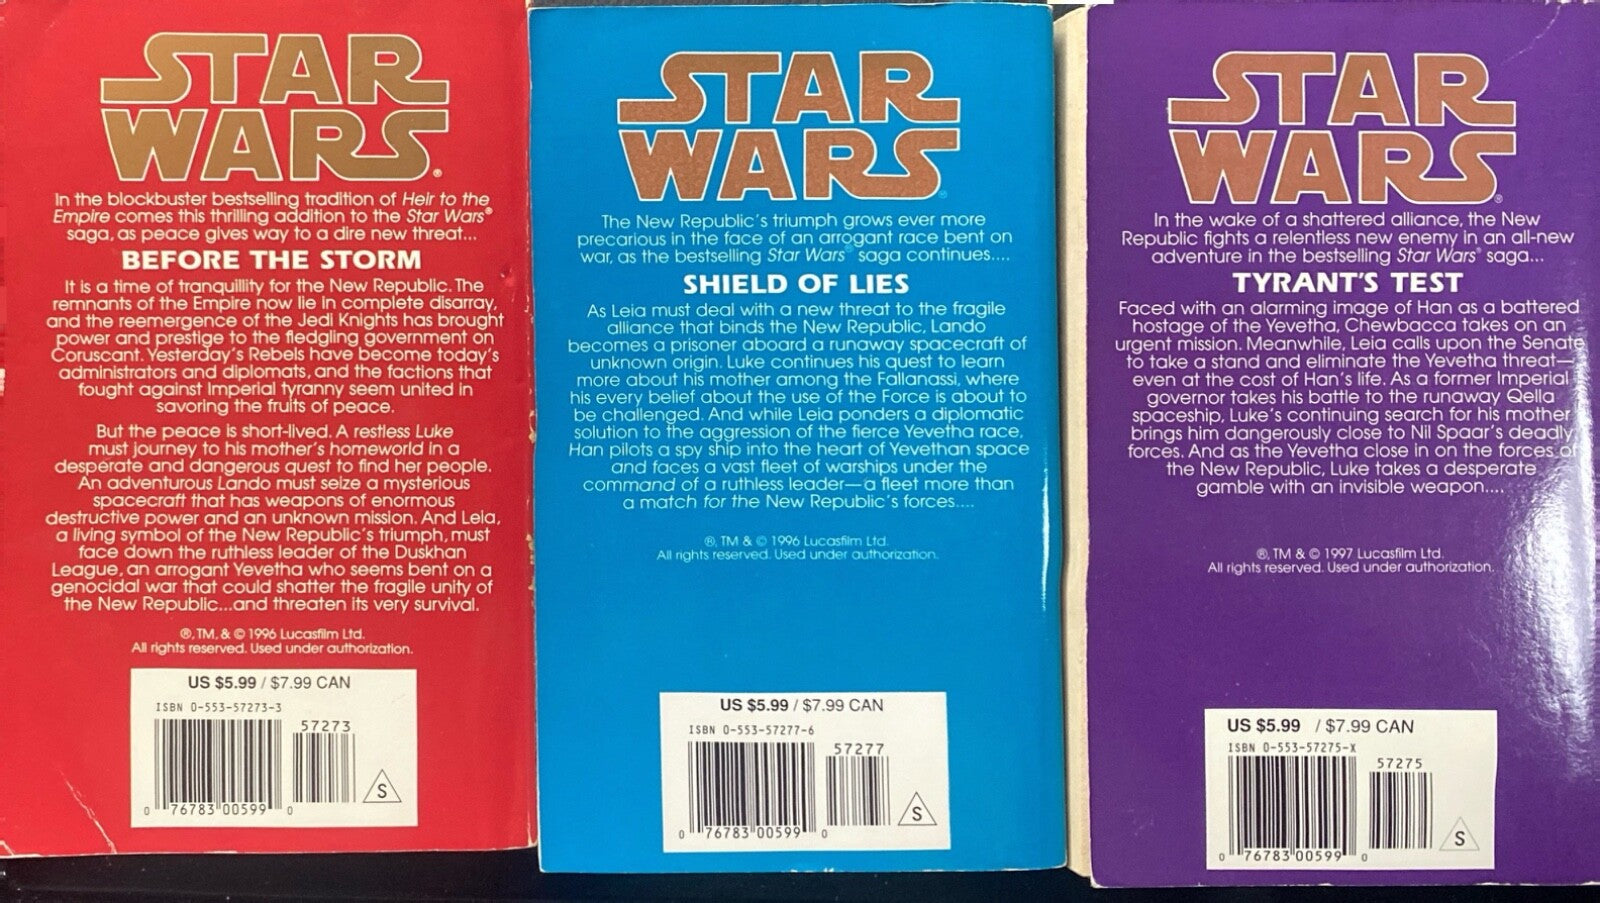 STAR
WARS®
In the blockbuster bestselling tradition of Heir to the
Empire comes this thrilling addition to the Star Wars®
saga, as peace gives way to a dire new threat...
BEFORE THE STORM
It is a time of tranquillity for the New Republic. The
remnants of the Empire now lie in complete disarray,
and the reemergence of the Jedi Knights has brought
power and prestige to the fledgling government on
Coruscant. Yesterday's Rebels have become today's
administrators and diplomats, and the factions that
fought against Imperial tyranny seem united in
savoring the fruits of peace.
But the peace is short-lived. A restless Luke
must journey to his mother's homeworld in a
desperate and dangerous quest to find her people.
An adventurous Lando must seize a mysterious
spacecraft that has weapons of enormous
destructive power and an unknown mission. And Leia,
a living symbol of the New Republic's triumph, must
face down the ruthless leader of the Duskhan
League, an arrogant Yevetha who seems bent on a
genocidal war that could shatter the fragile unity of
the New Republic...and threaten its very survival.
®, TM, & © 1996 Lucasfilm Ltd.
All rights reserved. Used under authorization.
US $5.99 / $7.99 CAN
ISBN 0-553-57273-3
57273
S
0 76783 00599 0
STAR
WARS®
The New Republic's triumph grows ever more
precarious in the face of an arrogant race bent on
war, as the bestselling Star Wars® saga continues....
SHIELD OF LIES
As Leia must deal with a new threat to the fragile
alliance that binds the New Republic, Lando
becomes a prisoner aboard a runaway spacecraft of
unknown origin. Luke continues his quest to learn
more about his mother among the Fallanassi, where
his every belief about the use of the Force is about to
be challenged. And while Leia ponders a diplomatic
solution to the aggression of the fierce Yevetha race,
Han pilots a spy ship into the heart of Yevethan space
and faces a vast fleet of warships under the
command of a ruthless leader—a fleet more than
a match for the New Republic's forces....
®, TM & © 1996 Lucasfilm Ltd.
All rights reserved. Used under authorization.
US $5.99 / $7.99 CAN
ISBN 0-553-57277-6
57277
S
0 76783 00599 0
STAR
WARS®
In the wake of a shattered alliance, the New
Republic fights a relentless new enemy in an all-new
adventure in the bestselling Star Wars® saga...
TYRANT'S TEST
Faced with an alarming image of Han as a battered
hostage of the Yevetha, Chewbacca takes on an
urgent mission. Meanwhile, Leia calls upon the Senate
to take a stand and eliminate the Yevetha threat—
even at the cost of Han's life. As a former Imperial
governor takes his battle to the runaway Qella
spaceship, Luke's continuing search for his mother
brings him dangerously close to Nil Spaar's deadly
forces. And as the Yevetha close in on the forces of
the New Republic, Luke takes a desperate
gamble with an invisible weapon....
®, TM & © 1997 Lucasfilm Ltd.
All rights reserved. Used under authorization.
US $5.99 / $7.99 CAN
ISBN 0-553-57275-X
57275
S
0 76783 00599 0